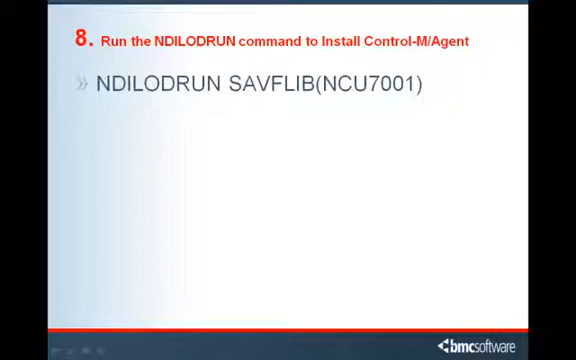 8. Run the NDILODRUN command to Install Control-M/Agent
» NDILODRUN SAVFLIB(NCU7001)
bmcsoftware